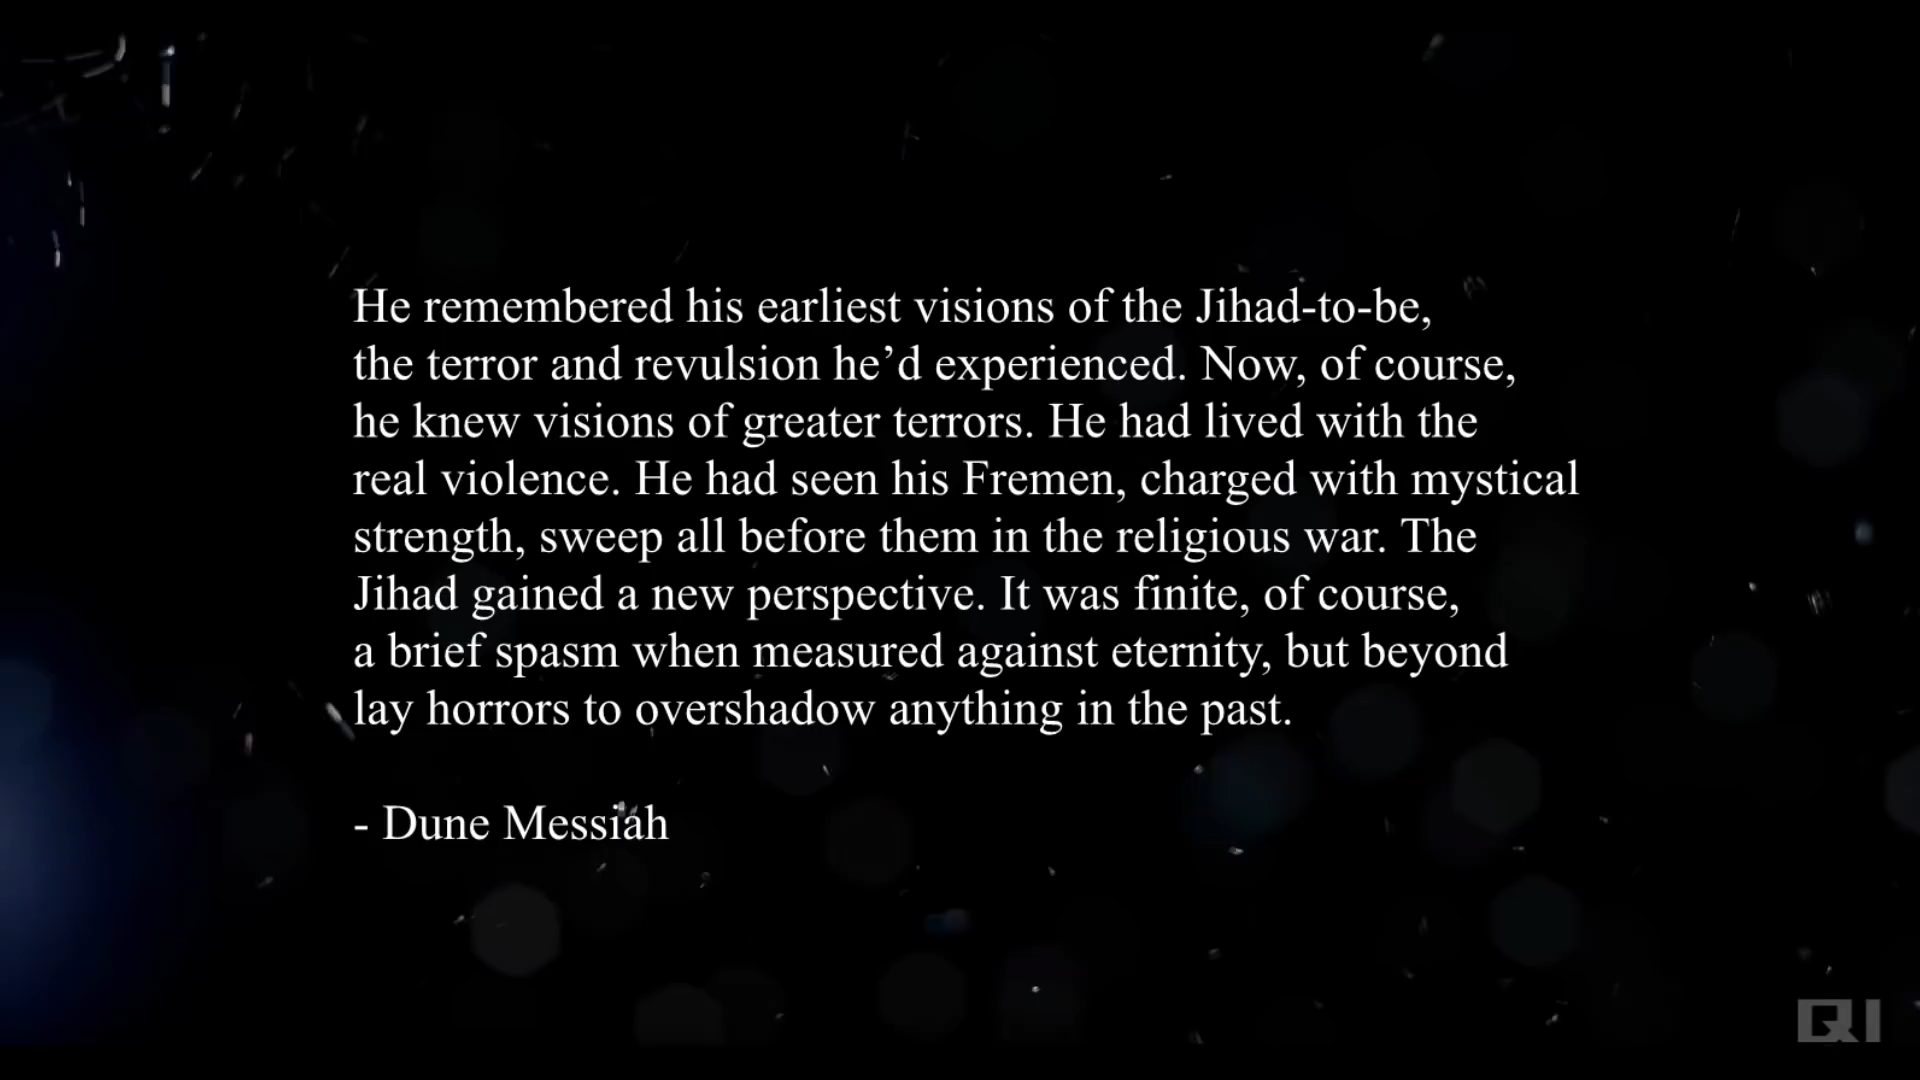 He remembered his earliest visions of the Jihad-to-be,
the terror and revulsion he’d experienced. Now, of course,
he knew visions of greater terrors. He had lived with the
real violence. He had seen his Fremen, charged with mystical
strength, sweep all before them in the religious war. The
Jihad gained a new perspective. It was finite, of course,
a brief spasm when measured against eternity, but beyond
lay horrors to overshadow anything in the past.
- Dune Messiah
QI